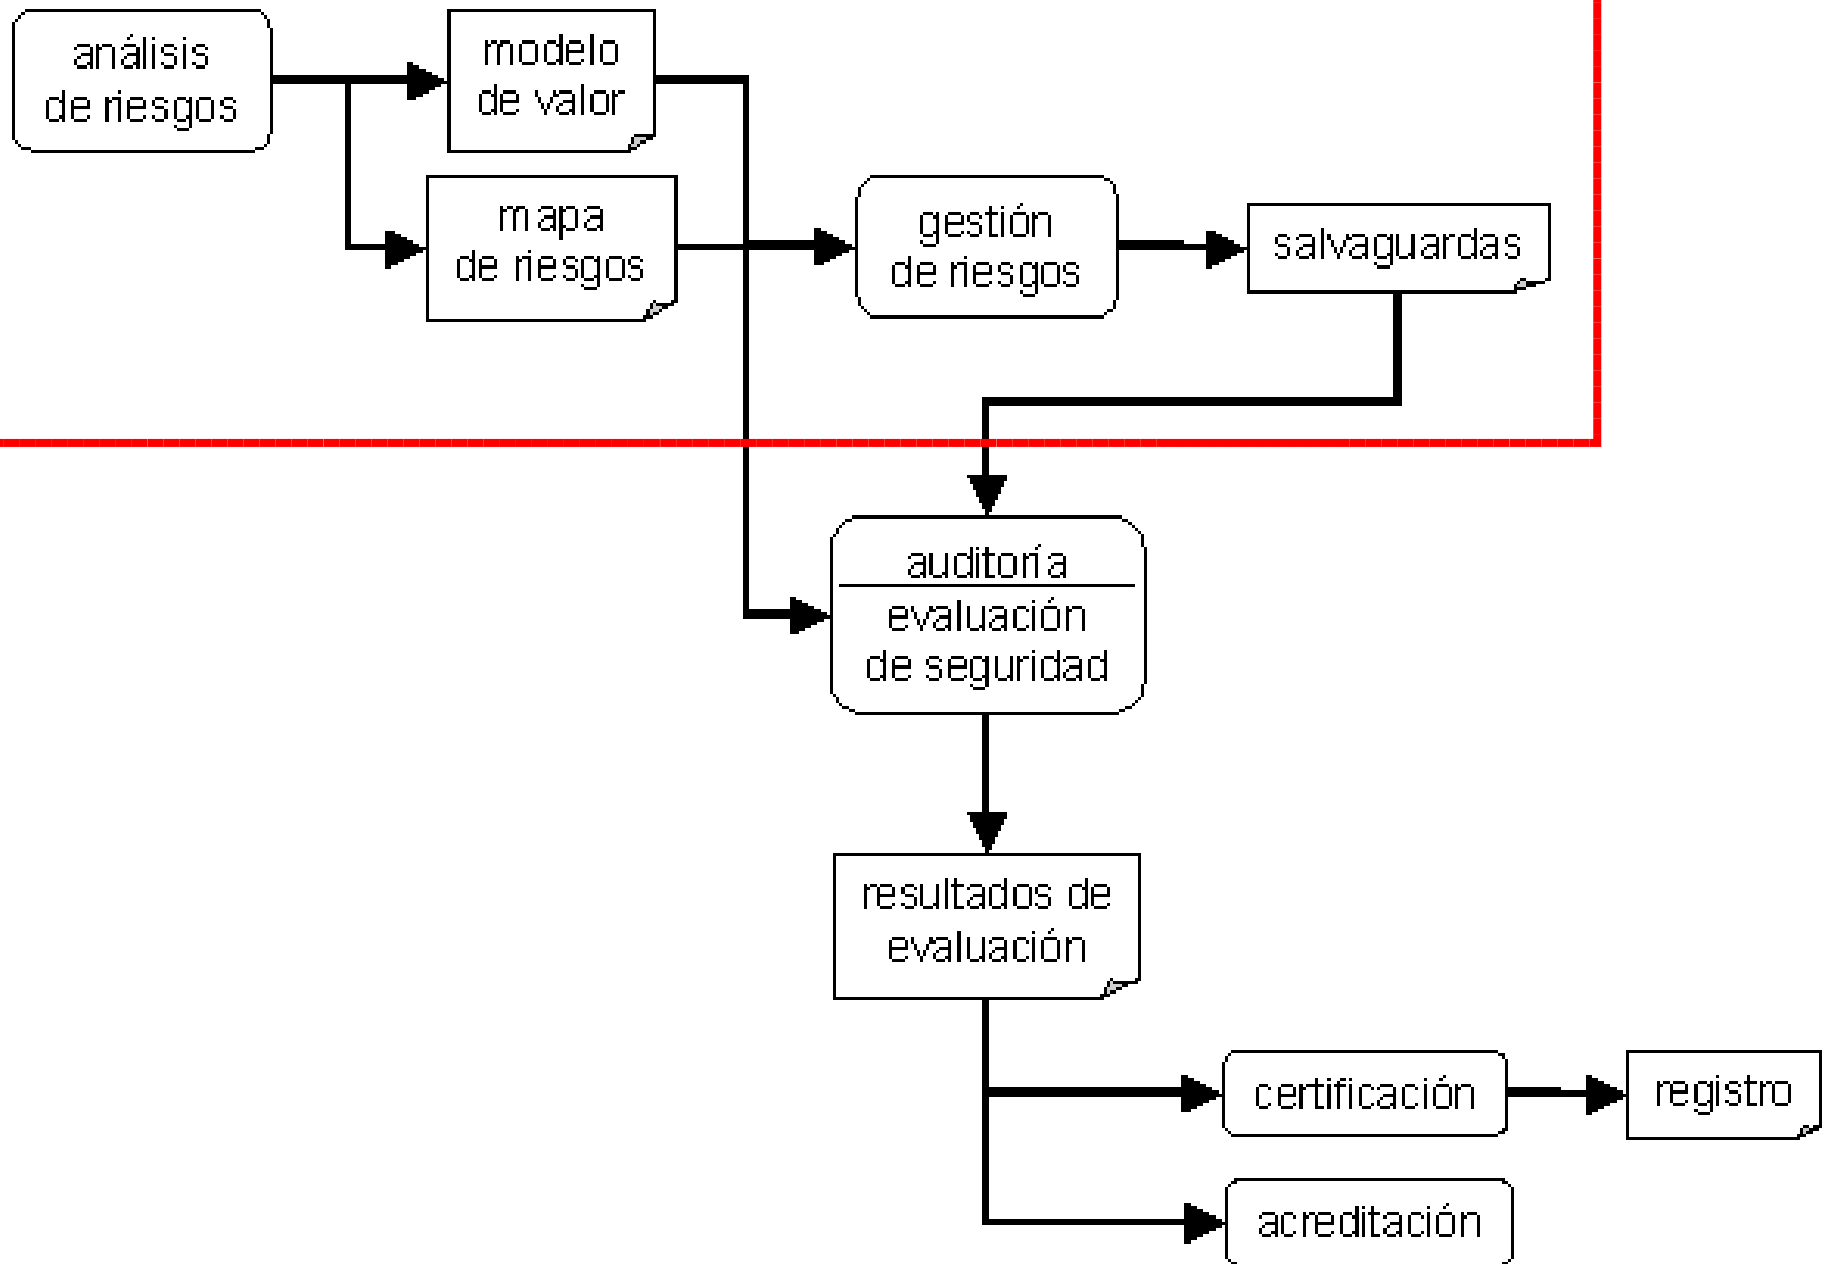 análisis
de riesgos
modelo
de valor
mapa
de riesgos
gestión
de riesgos
salvaguardas
auditoría
evaluación
de seguridad
resultados de
evaluación
certificación
registro
acreditación